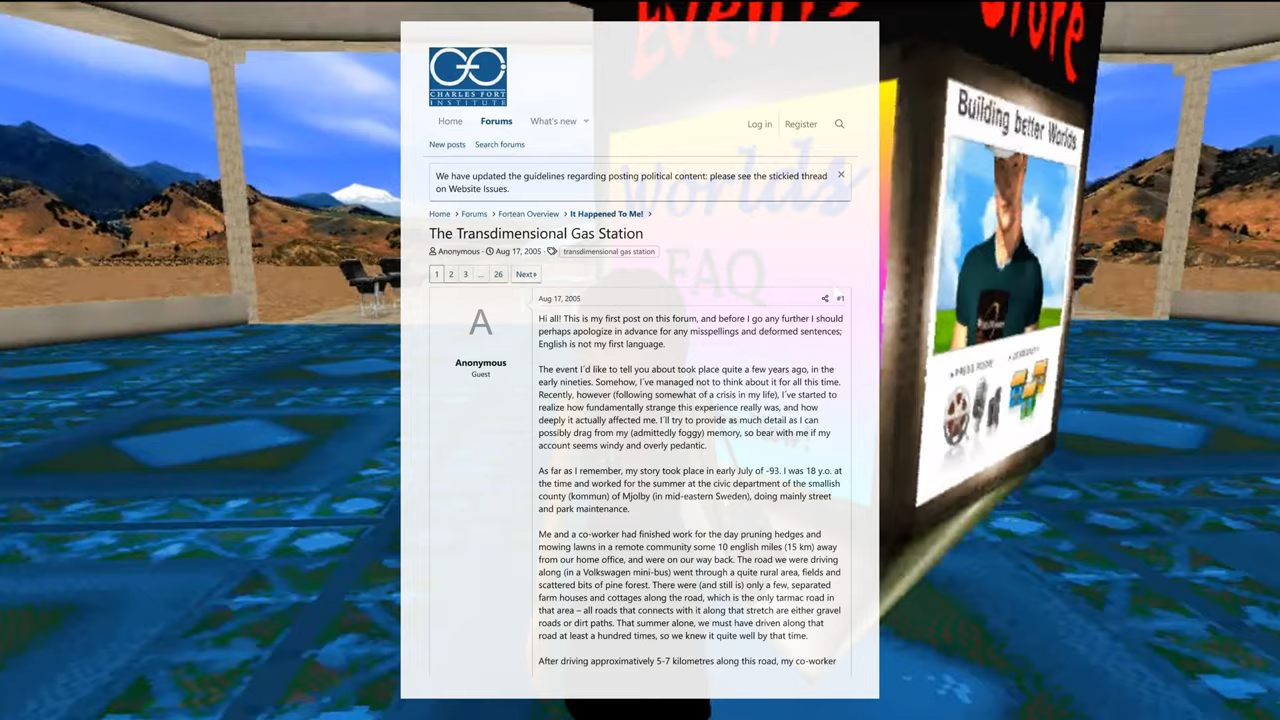 Events
Store
Building better Worlds
Worlds
FAQ
CFI
CHARLES FORT
INSTITUTE
Home Forums What's new
Log in Register
New posts Search forums
We have updated the guidelines regarding posting political content: please see the stickied thread
on Website Issues.
Home > Forums > Fortean Overview > It Happened To Me! >
The Transdimensional Gas Station
Anonymous · Aug 17, 2005 · transdimensional gas station
1 2 3 ... 26 Next
Aug 17, 2005 #1
A
Anonymous
Guest
Hi all! This is my first post on this forum, and before I go any further I should
perhaps apologize in advance for any misspellings and deformed sentences;
English is not my first language.
The event I´d like to tell you about took place quite a few years ago, in the
early nineties. Somehow, I´ve managed not to think about it for all this time.
Recently, however (following somewhat of a crisis in my life), I´ve started to
realize how fundamentally strange this experience really was, and how
deeply it actually affected me. I´ll try to provide as much detail as I can
possibly drag from my (admittedly foggy) memory, so bear with me if my
account seems windy and overly pedantic.
As far as I remember, my story took place in early July of -93. I was 18 y.o. at
the time and worked for the summer at the civic department of the smallish
county (kommun) of Mjolby (in mid-eastern Sweden), doing mainly street
and park maintenance.
Me and a co-worker had finished work for the day pruning hedges and
mowing lawns in a remote community some 10 english miles (15 km) away
from our home office, and were on our way back. The road we were driving
along (in a Volkswagen mini-bus) went through a quite rural area, fields and
scattered bits of pine forest. There were (and still is) only a few, separated
farm houses and cottages along the road, which is the only tarmac road in
that area – all roads that connects with it along that stretch are either gravel
roads or dirt paths. That summer alone, we must have driven along that
road at least a hundred times, so we knew it quite well by that time.
After driving approximately 5-7 kilometres along this road, my co-worker